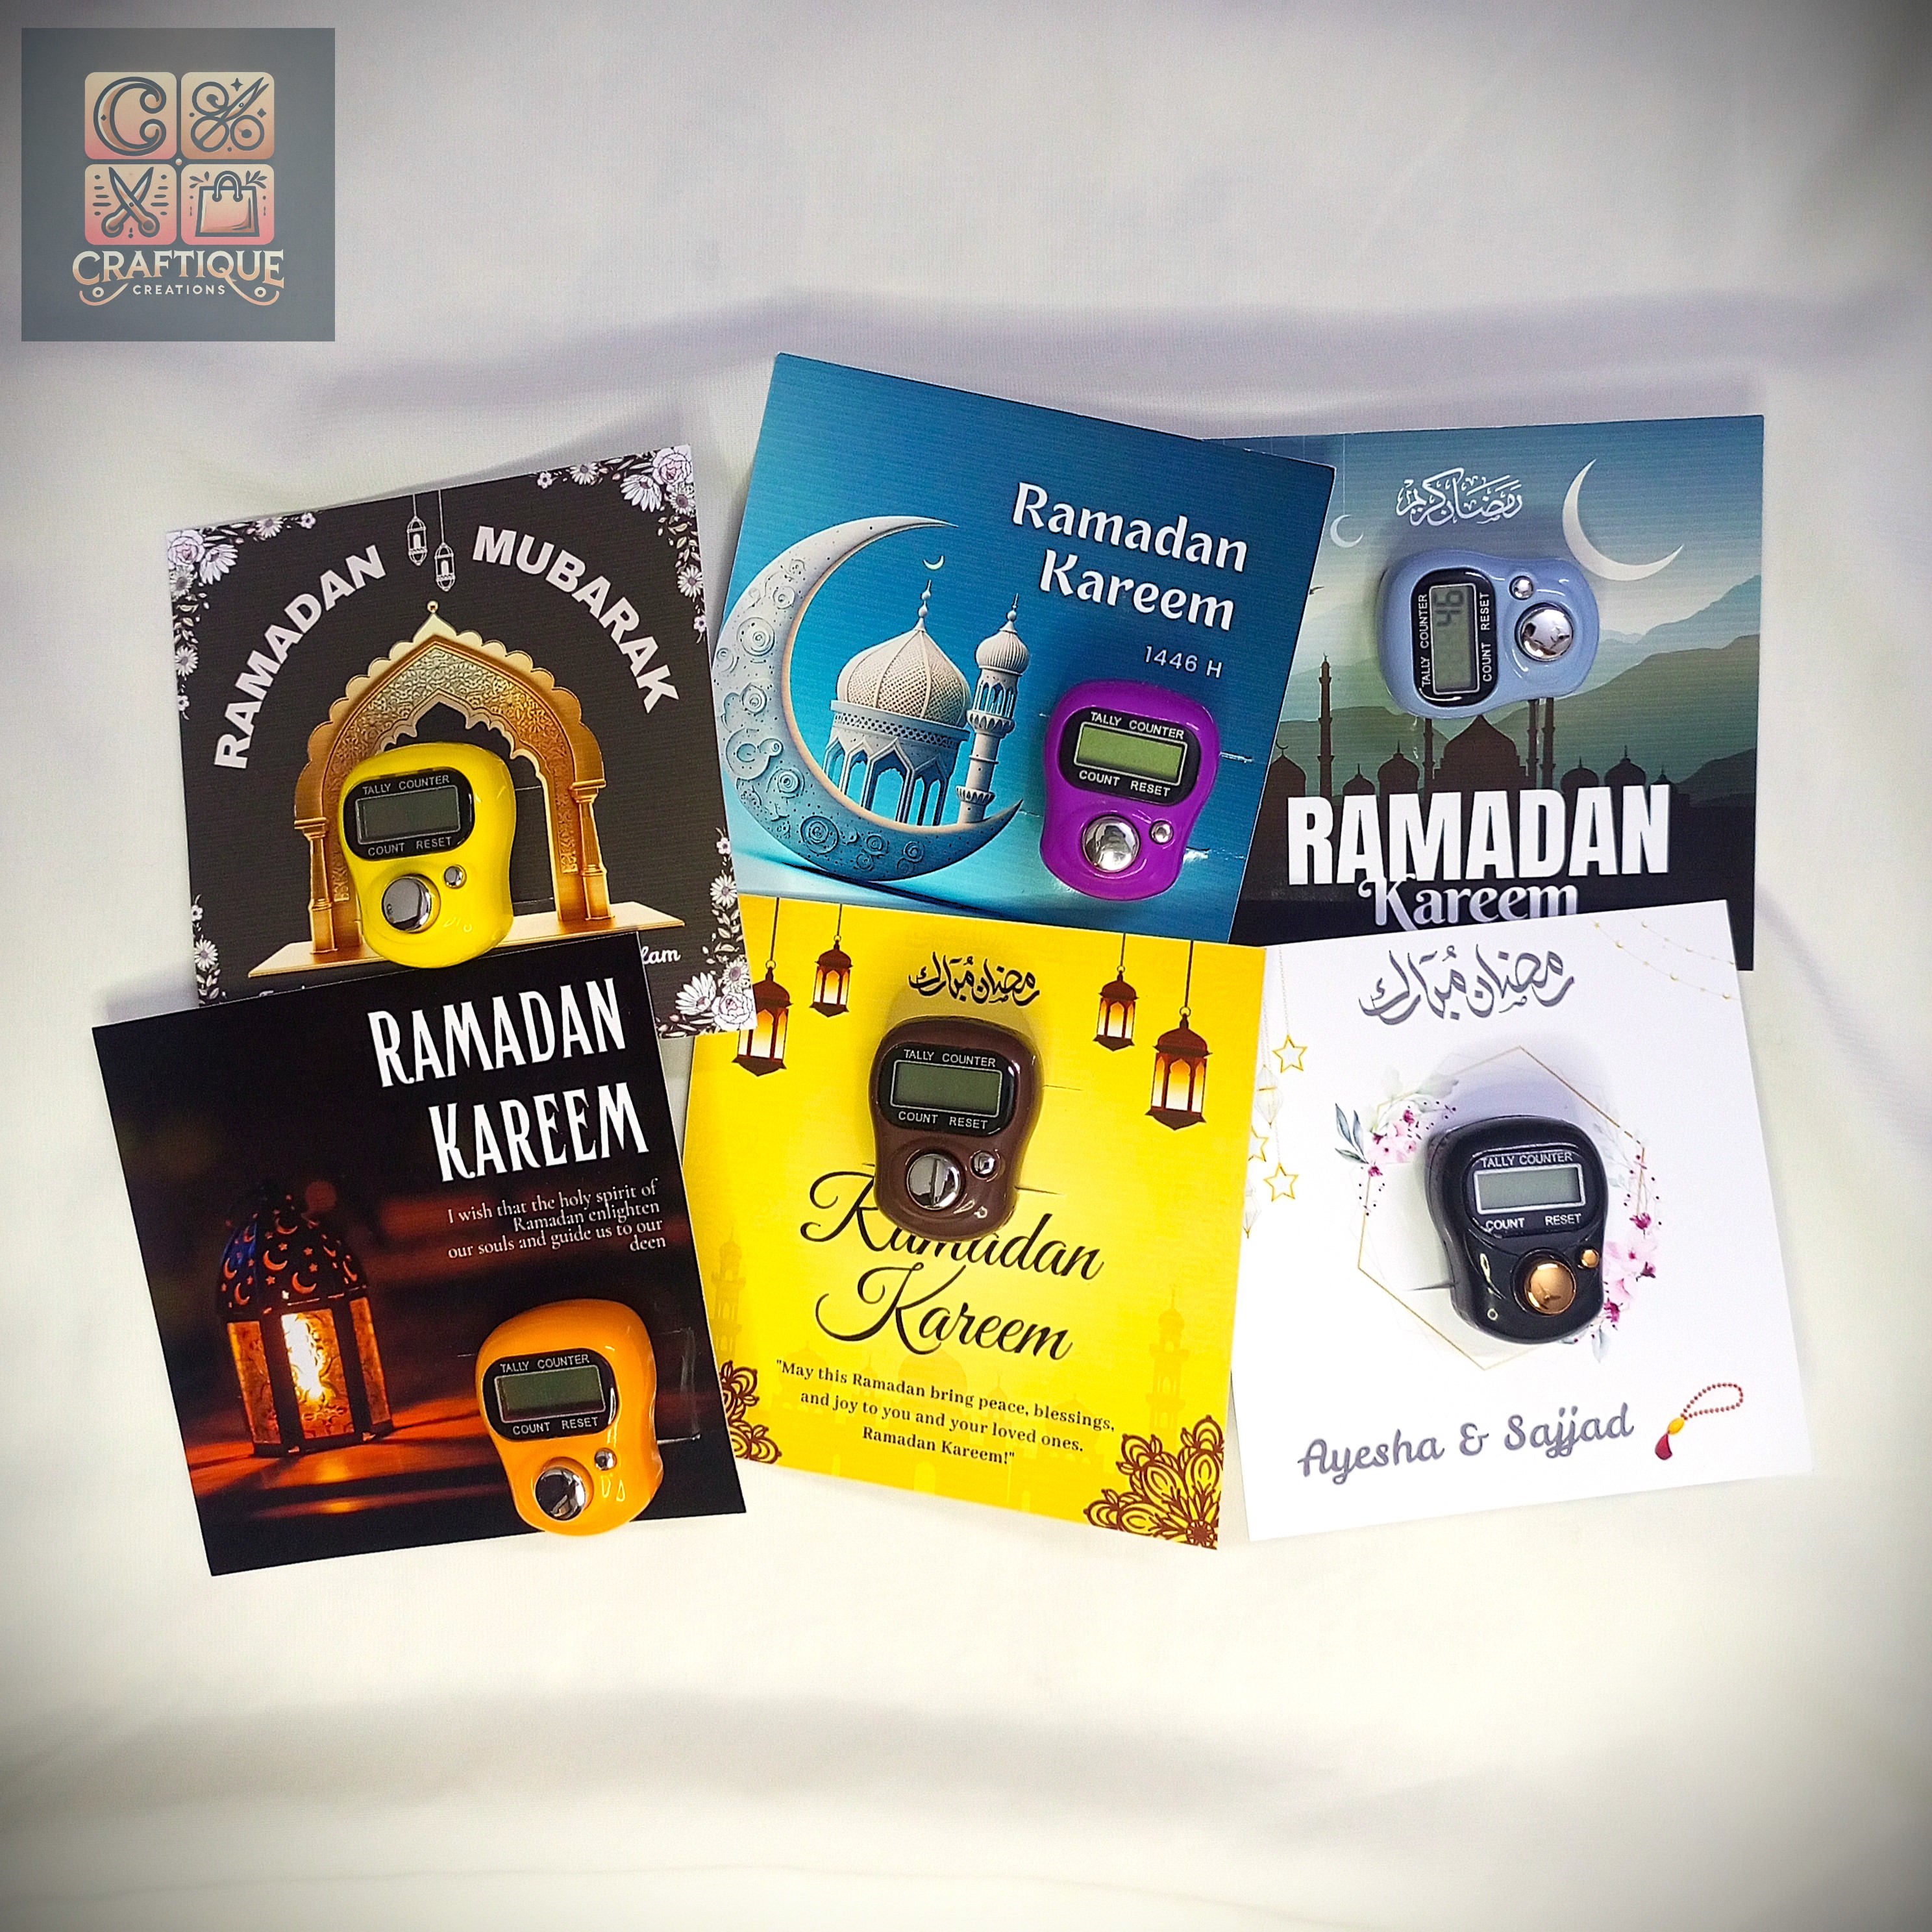 CRAFTIQUE
CREATIONS
RAMADAN MUBARAK
TALLY COUNTER
COUNT RESET
Ramadan
Kareem
1446 H
TALLY COUNTER
COUNT RESET
رمضان كريم
TALLY COUNTER
46
COUNT RESET
RAMADAN
Kareem
RAMADAN
KAREEM
I wish that the holy spirit of
Ramadan enlighten
our souls and guide us to our
deen
TALLY COUNTER
COUNT RESET
رمضان مبارك
TALLY COUNTER
COUNT RESET
Ramadan
Kareem
"May this Ramadan bring peace, blessings,
and joy to you and your loved ones.
Ramadan Kareem!"
رمضان مبارك
TALLY COUNTER
COUNT RESET
Ayesha & Sajjad